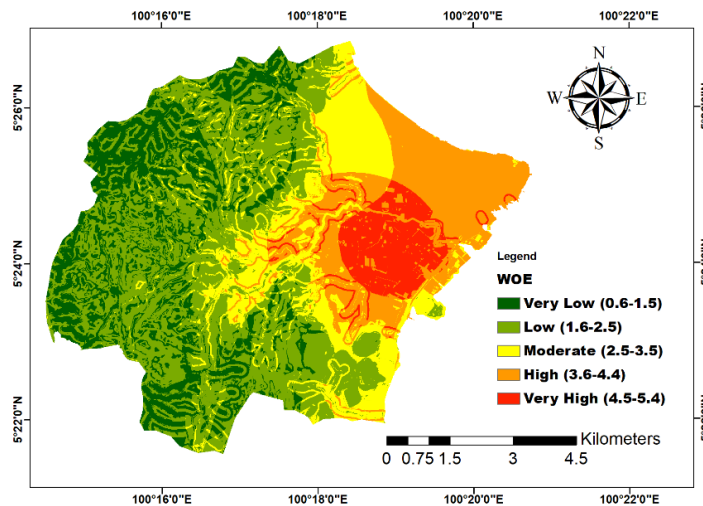 100°16'0"E 100°18'0"E 100°20'0"E 100°22'0"E
5°26'0"N
5°24'0"N
5°22'0"N
N
W E
S
Legend
WOE
Very Low (0.6-1.5)
Low (1.6-2.5)
Moderate (2.5-3.5)
High (3.6-4.4)
Very High (4.5-5.4)
Kilometers
0 0.75 1.5 3 4.5
100°16'0"E 100°18'0"E 100°20'0"E 100°22'0"E